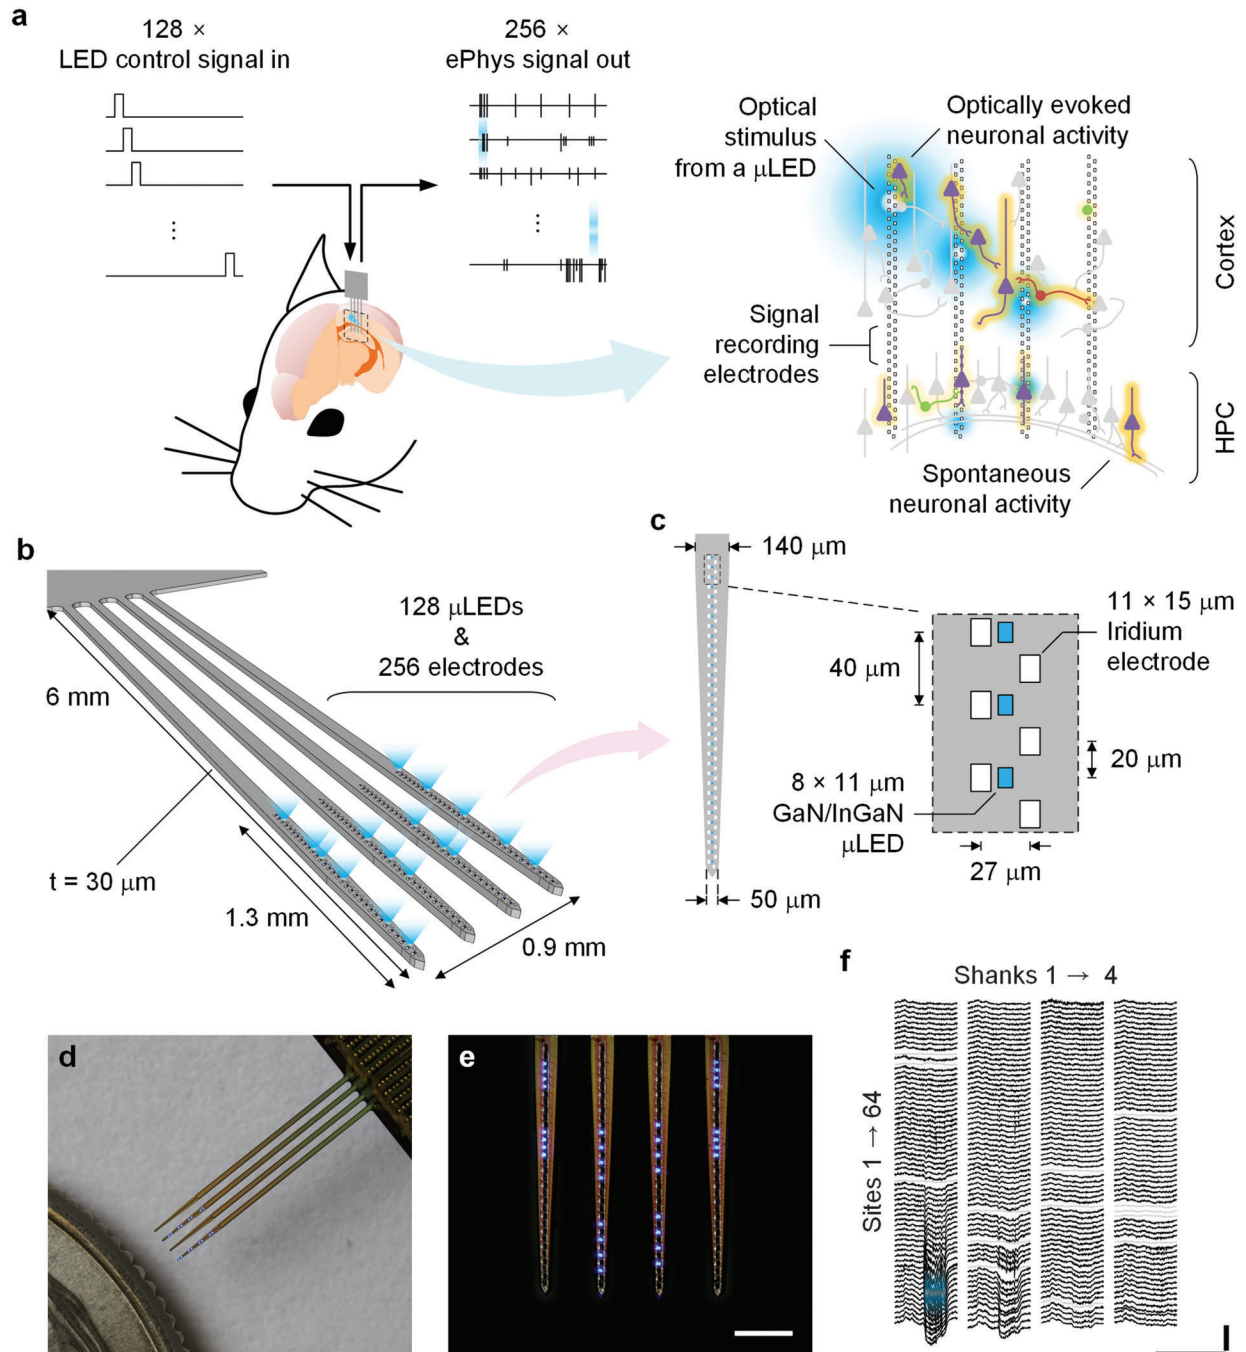 a
128 ×
LED control signal in
256 ×
ePhys signal out
Optical
stimulus
from a μLED
Optically evoked
neuronal activity
Cortex
Signal
recording
electrodes
HPC
Spontaneous
neuronal activity
b
128 μLEDs
&
256 electrodes
6 mm
t = 30 μm
1.3 mm
0.9 mm
c
140 μm
11 × 15 μm
Iridium
electrode
40 μm
20 μm
8 × 11 μm
GaN/InGaN
μLED
27 μm
50 μm
d
e
f
Shanks 1 → 4
Sites 1 → 64